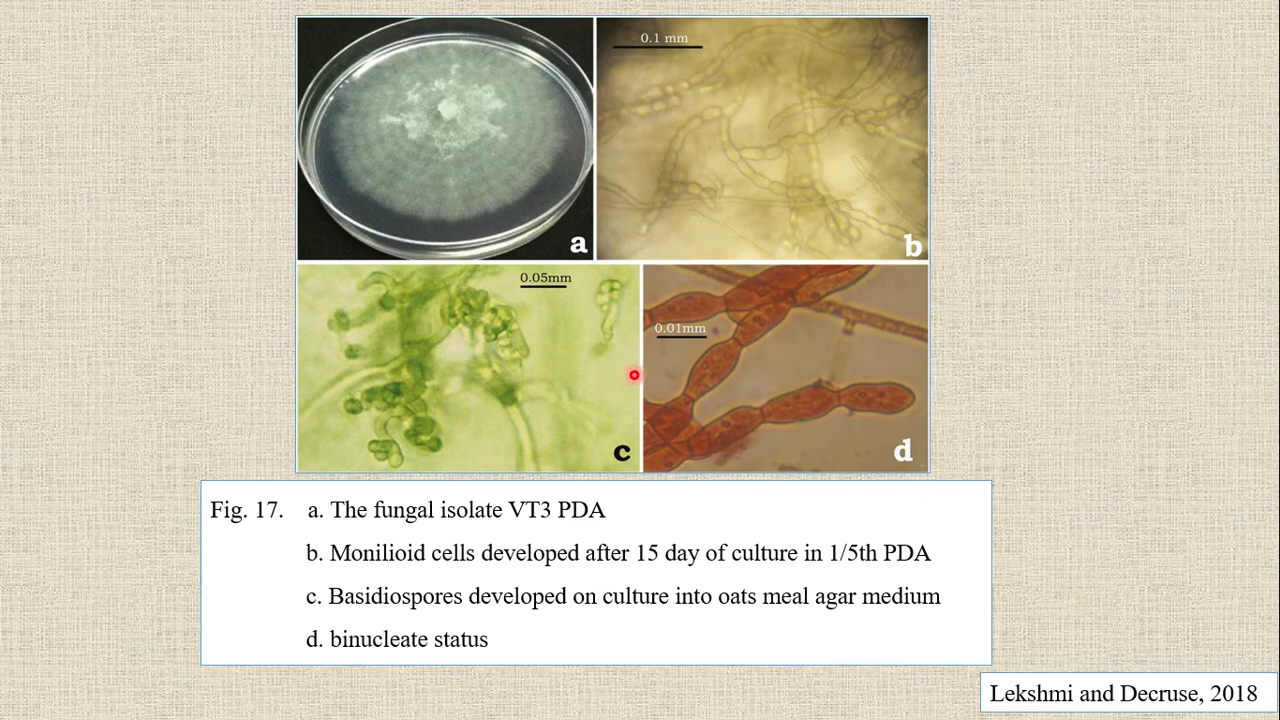 0.1 mm
a
b
0.05mm
0.01mm
c
d
Fig. 17. a. The fungal isolate VT3 PDA
b. Monilioid cells developed after 15 day of culture in 1/5th PDA
c. Basidiospores developed on culture into oats meal agar medium
d. binucleate status
Lekshmi and Decruse, 2018